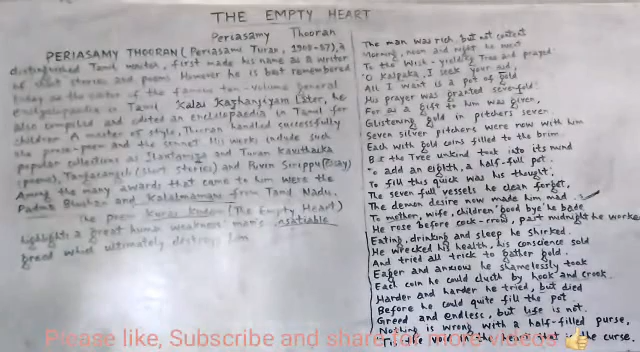 THE EMPTY HEART
Periasamy Thooran
PERIASAMY THOORAN (Periasami Turan, 1908-87), a
distinguished Tamil writer, first made his name as a writer
of short stories and poems. However he is best remembered
today as the editor of the famous ten-volume general
encyclopaedia in Tamil Kalai Kazhanjiyam Later, he
also compiled and edited an encyclopaedia in Tamil, for
children. A master of style, Thooran handled successfully
the prose-poem and the sonnet. His works include such
popular collections as and Turan Kavithaika
(poems), (short stories) and (Essay)
Among the many awards that came to him were the
Padma Bhushan and Kalaimamani from Tamil Nadu.
The poem Kurai Kudam (The Empty Heart)
highlights a great human weakness man's
greed which ultimately destroy him
The man was rich, but not content
Morning, noon and night he went
To the Wish-yielding Tree and prayed:
'O Kalpaka, I seek your aid,
All I want is a pot of gold
His prayer was granted sevenfold:
For as a gift to him was given,
Glistening gold in pitchers seven
Seven silver pitchers were now with him
Each with gold coins filled to the brim.
But the Tree unkind took into its mind
To add an eighth, a half-full pot.
To fill this quick was his thought;
The seven full vessels he clean forgot,
The demon desire now made him mad.
To mother, wife, children 'good bye' he bade
He rose before cock-crow, past midnight he worke
Eating, drinking and sleep he shirked.
He wrecked his health, his conscience sold
And tried all trick to gather gold.
Eager and anxious he shamelessly took
Each coin he could clutch by hook and crook.
Harder and harder he tried, but died
Before he could quite fill the pot.
Greed and endless, but life is not.
Nothing is wrong with a half-filled purse,
in the heart that he curse.
Please like, Subscribe and share for more videos 👍